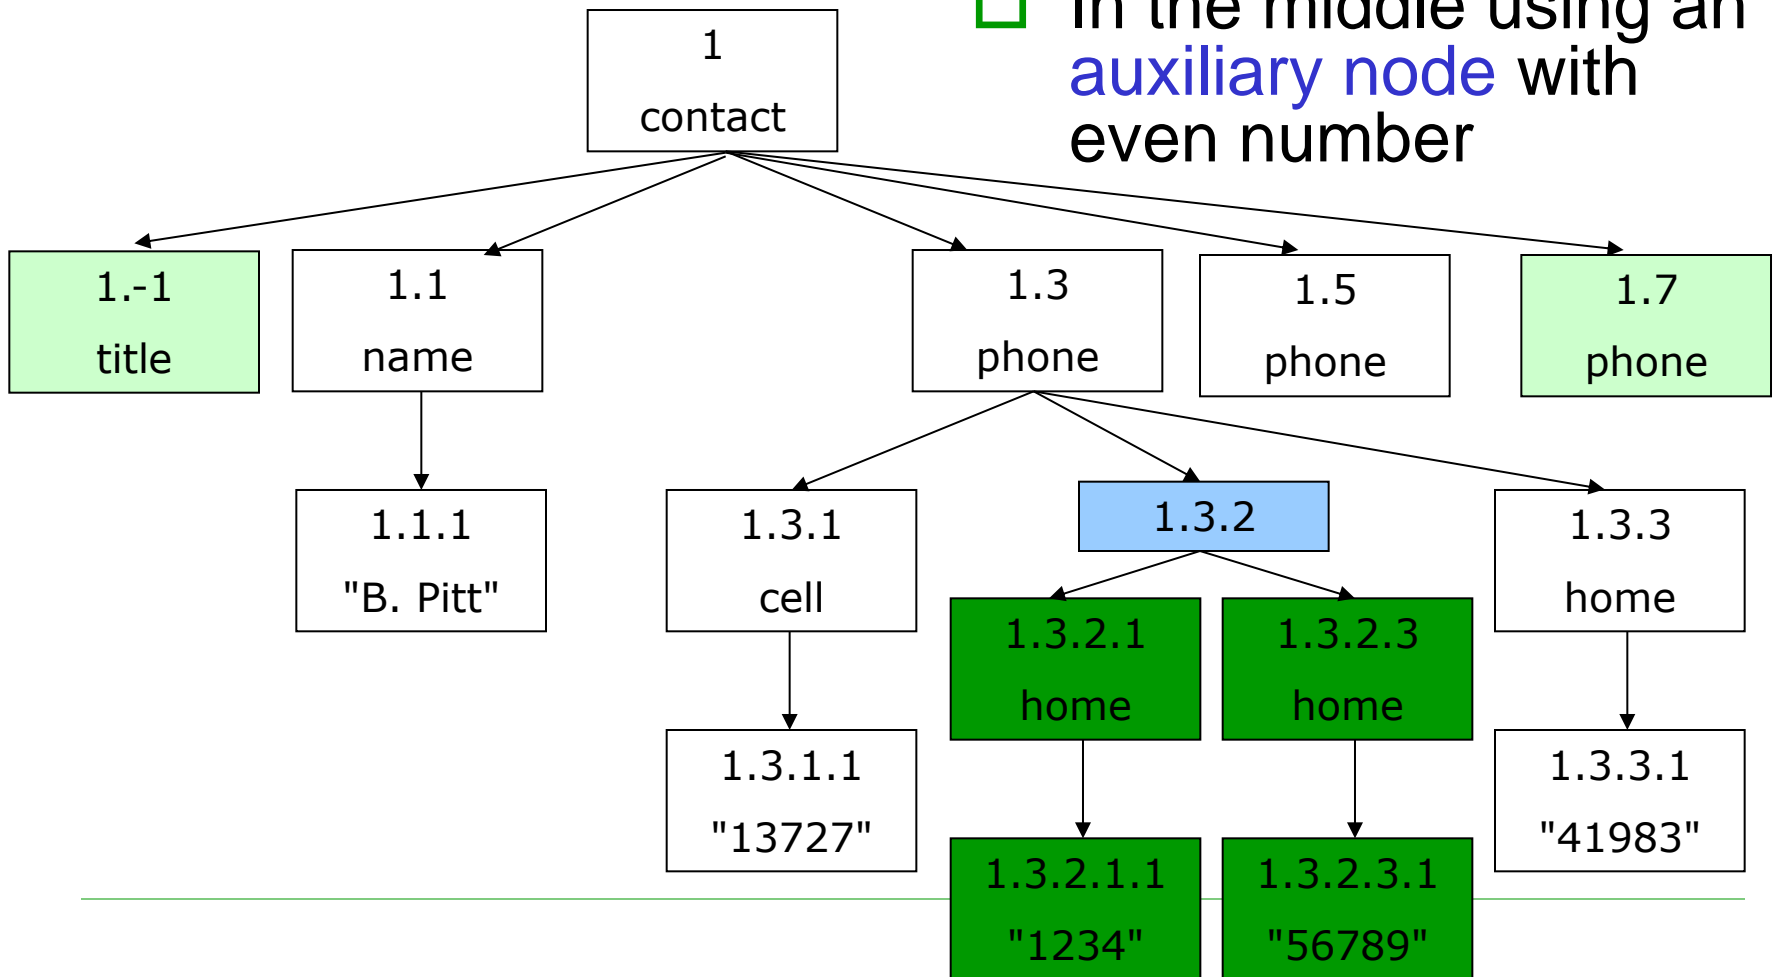 In the middle using an
auxiliary node with
even number
1
contact
1.-1
title
1.1
name
1.3
phone
1.5
phone
1.7
phone
1.1.1
"B. Pitt"
1.3.1
cell
1.3.2
1.3.3
home
1.3.2.1
home
1.3.2.3
home
1.3.1.1
"13727"
1.3.3.1
"41983"
1.3.2.1.1
"1234"
1.3.2.3.1
"56789"